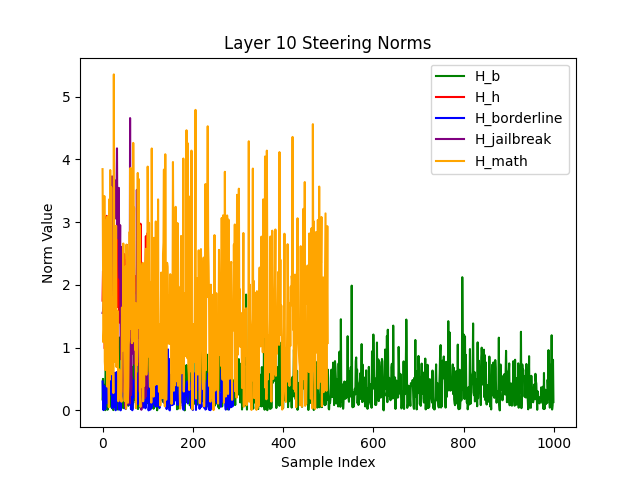 Layer 10 Steering Norms
H_b
H_h
H_borderline
H_jailbreak
H_math
Norm Value
5
4
3
2
1
0
0 200 400 600 800 1000
Sample Index